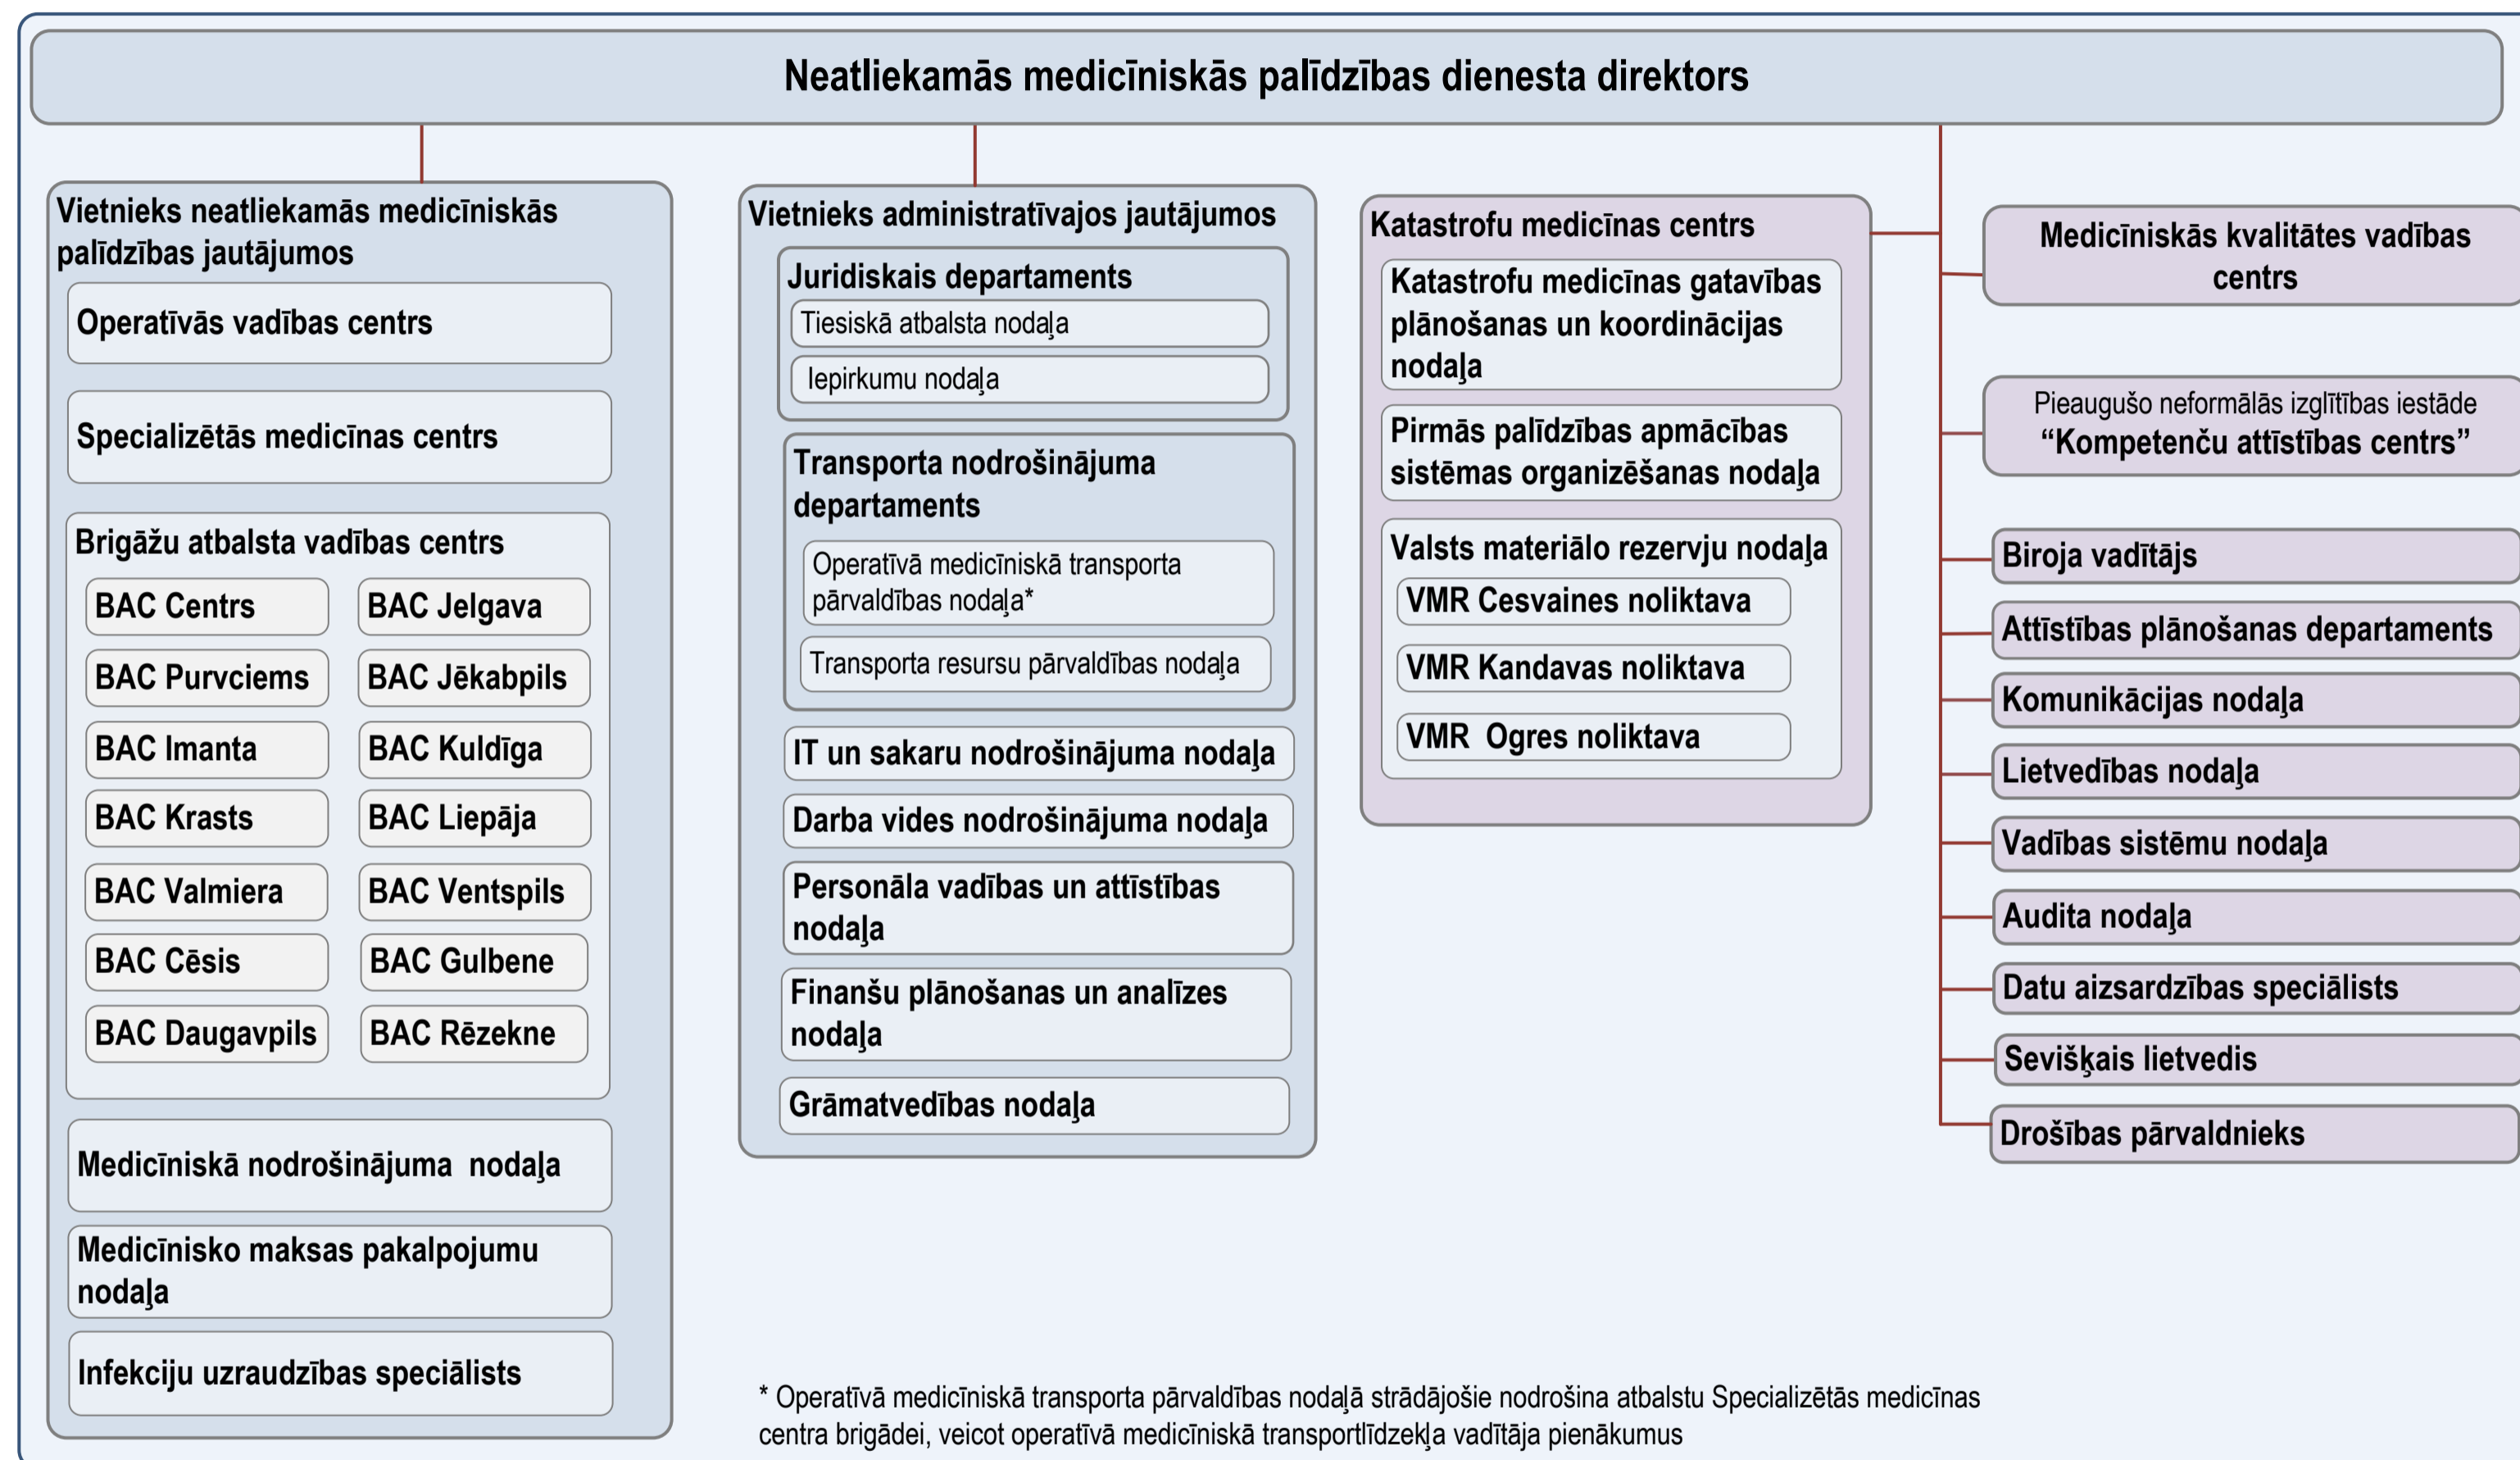 Neatliekamās medicīniskās palīdzības dienesta direktors
Vietnieks neatliekamās medicīniskās
palīdzības jautājumos
Operatīvās vadības centrs
Specializētās medicīnas centrs
Brigāžu atbalsta vadības centrs
BAC Centrs
BAC Jelgava
BAC Purvciems
BAC Jēkabpils
BAC Imanta
BAC Kuldīga
BAC Krasts
BAC Liepāja
BAC Valmiera
BAC Ventspils
BAC Cēsis
BAC Gulbene
BAC Daugavpils
BAC Rēzekne
Medicīniskā nodrošinājuma  nodaļa
Medicīnisko maksas pakalpojumu
nodaļa
Infekciju uzraudzības speciālists
Vietnieks administratīvajos jautājumos
Juridiskais departaments
Tiesiskā atbalsta nodaļa
Iepirkumu nodaļa
Transporta nodrošinājuma
departaments
Operatīvā medicīniskā transporta
pārvaldības nodaļa*
Transporta resursu pārvaldības nodaļa
IT un sakaru nodrošinājuma nodaļa
Darba vides nodrošinājuma nodaļa
Personāla vadības un attīstības
nodaļa
Finanšu plānošanas un analīzes
nodaļa
Grāmatvedības nodaļa
Katastrofu medicīnas centrs
Katastrofu medicīnas gatavības
plānošanas un koordinācijas
nodaļa
Pirmās palīdzības apmācības
sistēmas organizēšanas nodaļa
Valsts materiālo rezervju nodaļa
VMR Cesvaines noliktava
VMR Kandavas noliktava
VMR  Ogres noliktava
Medicīniskās kvalitātes vadības
centrs
Pieaugušo neformālās izglītības iestāde
“Kompetenču attīstības centrs”
Biroja vadītājs
Attīstības plānošanas departaments
Komunikācijas nodaļa
Lietvedības nodaļa
Vadības sistēmu nodaļa
Audita nodaļa
Datu aizsardzības speciālists
Sevišķais lietvedis
Drošības pārvaldnieks
* Operatīvā medicīniskā transporta pārvaldības nodaļā strādājošie nodrošina atbalstu Specializētās medicīnas
centra brigādei, veicot operatīvā medicīniskā transportlīdzekļa vadītāja pienākumus